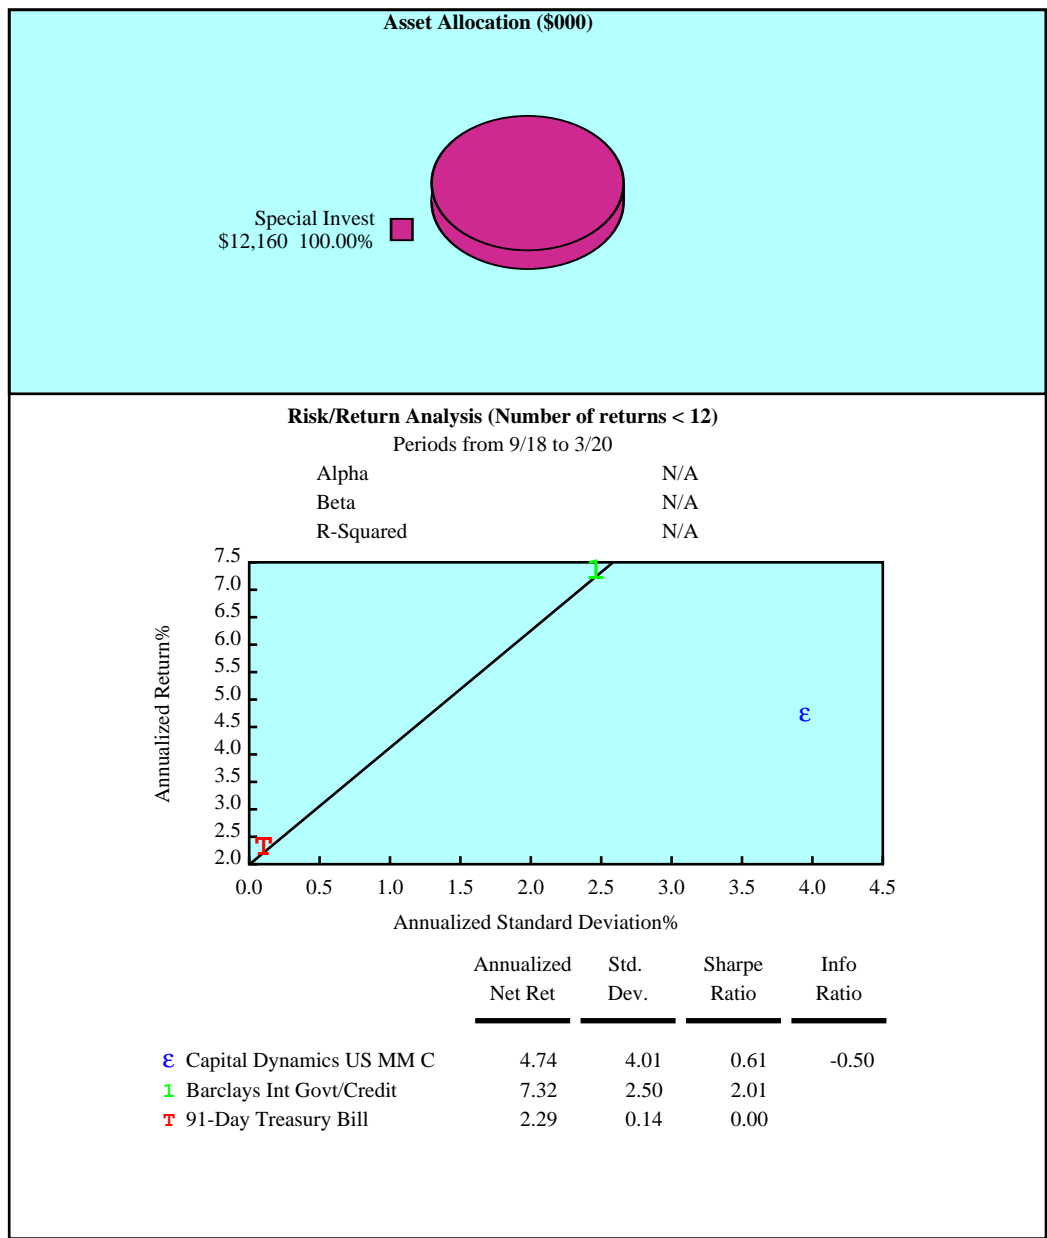 Asset Allocation ($000)
Special Invest
$12,160 100.00%
Risk/Return Analysis (Number of returns < 12)
Periods from 9/18 to 3/20
Alpha N/A
Beta N/A
R-Squared N/A
7.5
7.0
6.5
6.0
5.5
5.0
4.5
4.0
3.5
3.0
2.5
2.0
Annualized Return%
1
ε
T
0.0 0.5 1.0 1.5 2.0 2.5 3.0 3.5 4.0 4.5
Annualized Standard Deviation%
Annualized Std. Sharpe Info
Net Ret Dev. Ratio Ratio
ε Capital Dynamics US MM C 4.74 4.01 0.61 -0.50
1 Barclays Int Govt/Credit 7.32 2.50 2.01
T 91-Day Treasury Bill 2.29 0.14 0.00